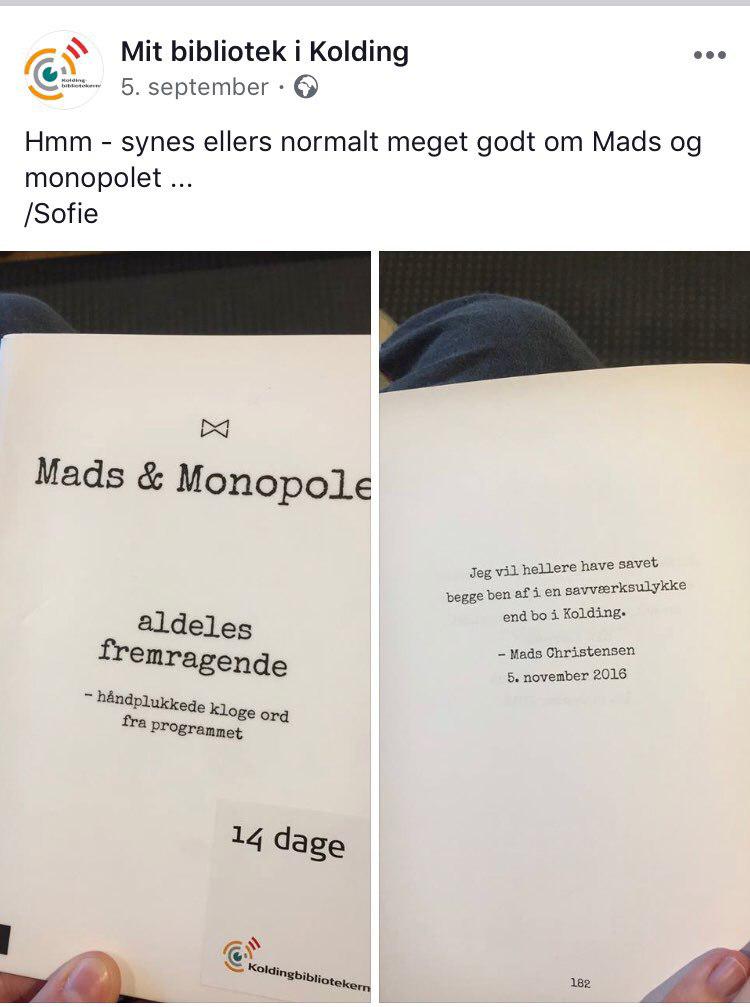 Mit bibliotek i Kolding
Kolding-
bibliotekerne
5. september
Hmm - synes ellers normalt meget godt om Mads og
monopolet ...
/Sofie
Mads & Monopole
aldeles
fremragende
– håndplukkede kloge ord
fra programmet
14 dage
Koldingbibliotekern
Jeg vil hellere have savet
begge ben af i en savværksulykke
end bo i Kolding.
– Mads Christensen
5. november 2016
182